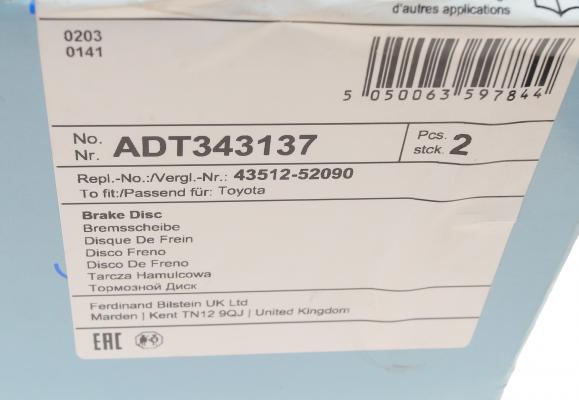 d'autres applications
0203
0141
5 050063 597844
No.
Nr. ADT343137
Pcs.
stck. 2
Repl.-No.:/Vergl.-Nr.: 43512-52090
To fit:/Passend für: Toyota
Brake Disc
Bremsscheibe
Disque De Frein
Disco Freno
Disco De Freno
Tarcza Hamulcowa
Тормозной Диск
Ferdinand Bilstein UK Ltd
Marden | Kent TN12 9QJ | United Kingdom
EAC